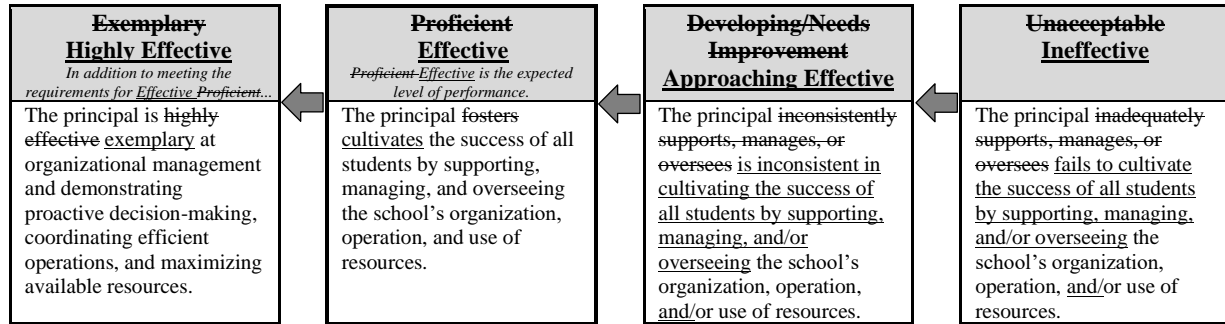 Exemplary
Highly Effective
In addition to meeting the
requirements for Effective Proficient...
The principal is highly
effective exemplary at
organizational management
and demonstrating
proactive decision-making,
coordinating efficient
operations, and maximizing
available resources.
Proficient
Effective
Proficient Effective is the expected
level of performance.
The principal fosters
cultivates the success of all
students by supporting,
managing, and overseeing
the school’s organization,
operation, and use of
resources.
Developing/Needs
Improvement
Approaching Effective
The principal inconsistently
supports, manages, or
oversees is inconsistent in
cultivating the success of
all students by supporting,
managing, and/or
overseeing the school’s
organization, operation,
and/or use of resources.
Unacceptable
Ineffective
The principal inadequately
supports, manages, or
oversees fails to cultivate
the success of all students
by supporting, managing,
and/or overseeing the
school’s organization,
operation, and/or use of
resources.